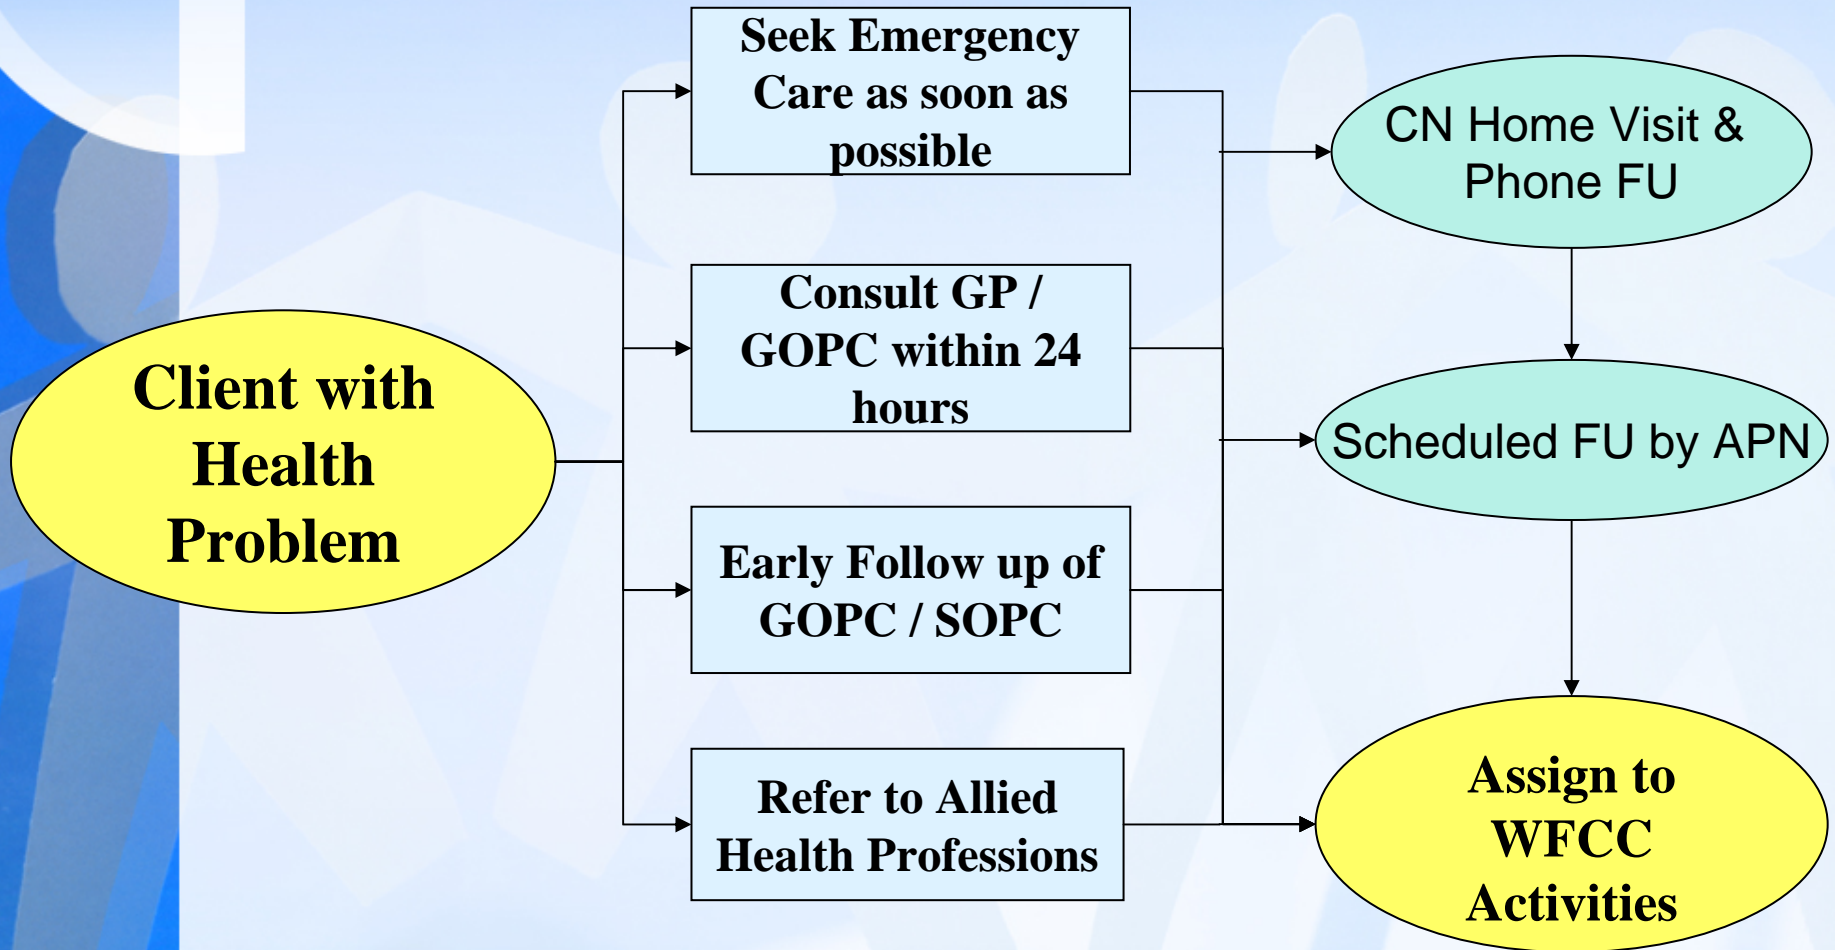 Client with
Health
Problem
Seek Emergency
Care as soon as
possible
Consult GP /
GOPC within 24
hours
Early Follow up of
GOPC / SOPC
Refer to Allied
Health Professions
CN Home Visit &
Phone FU
Scheduled FU by APN
Assign to
WFCC
Activities